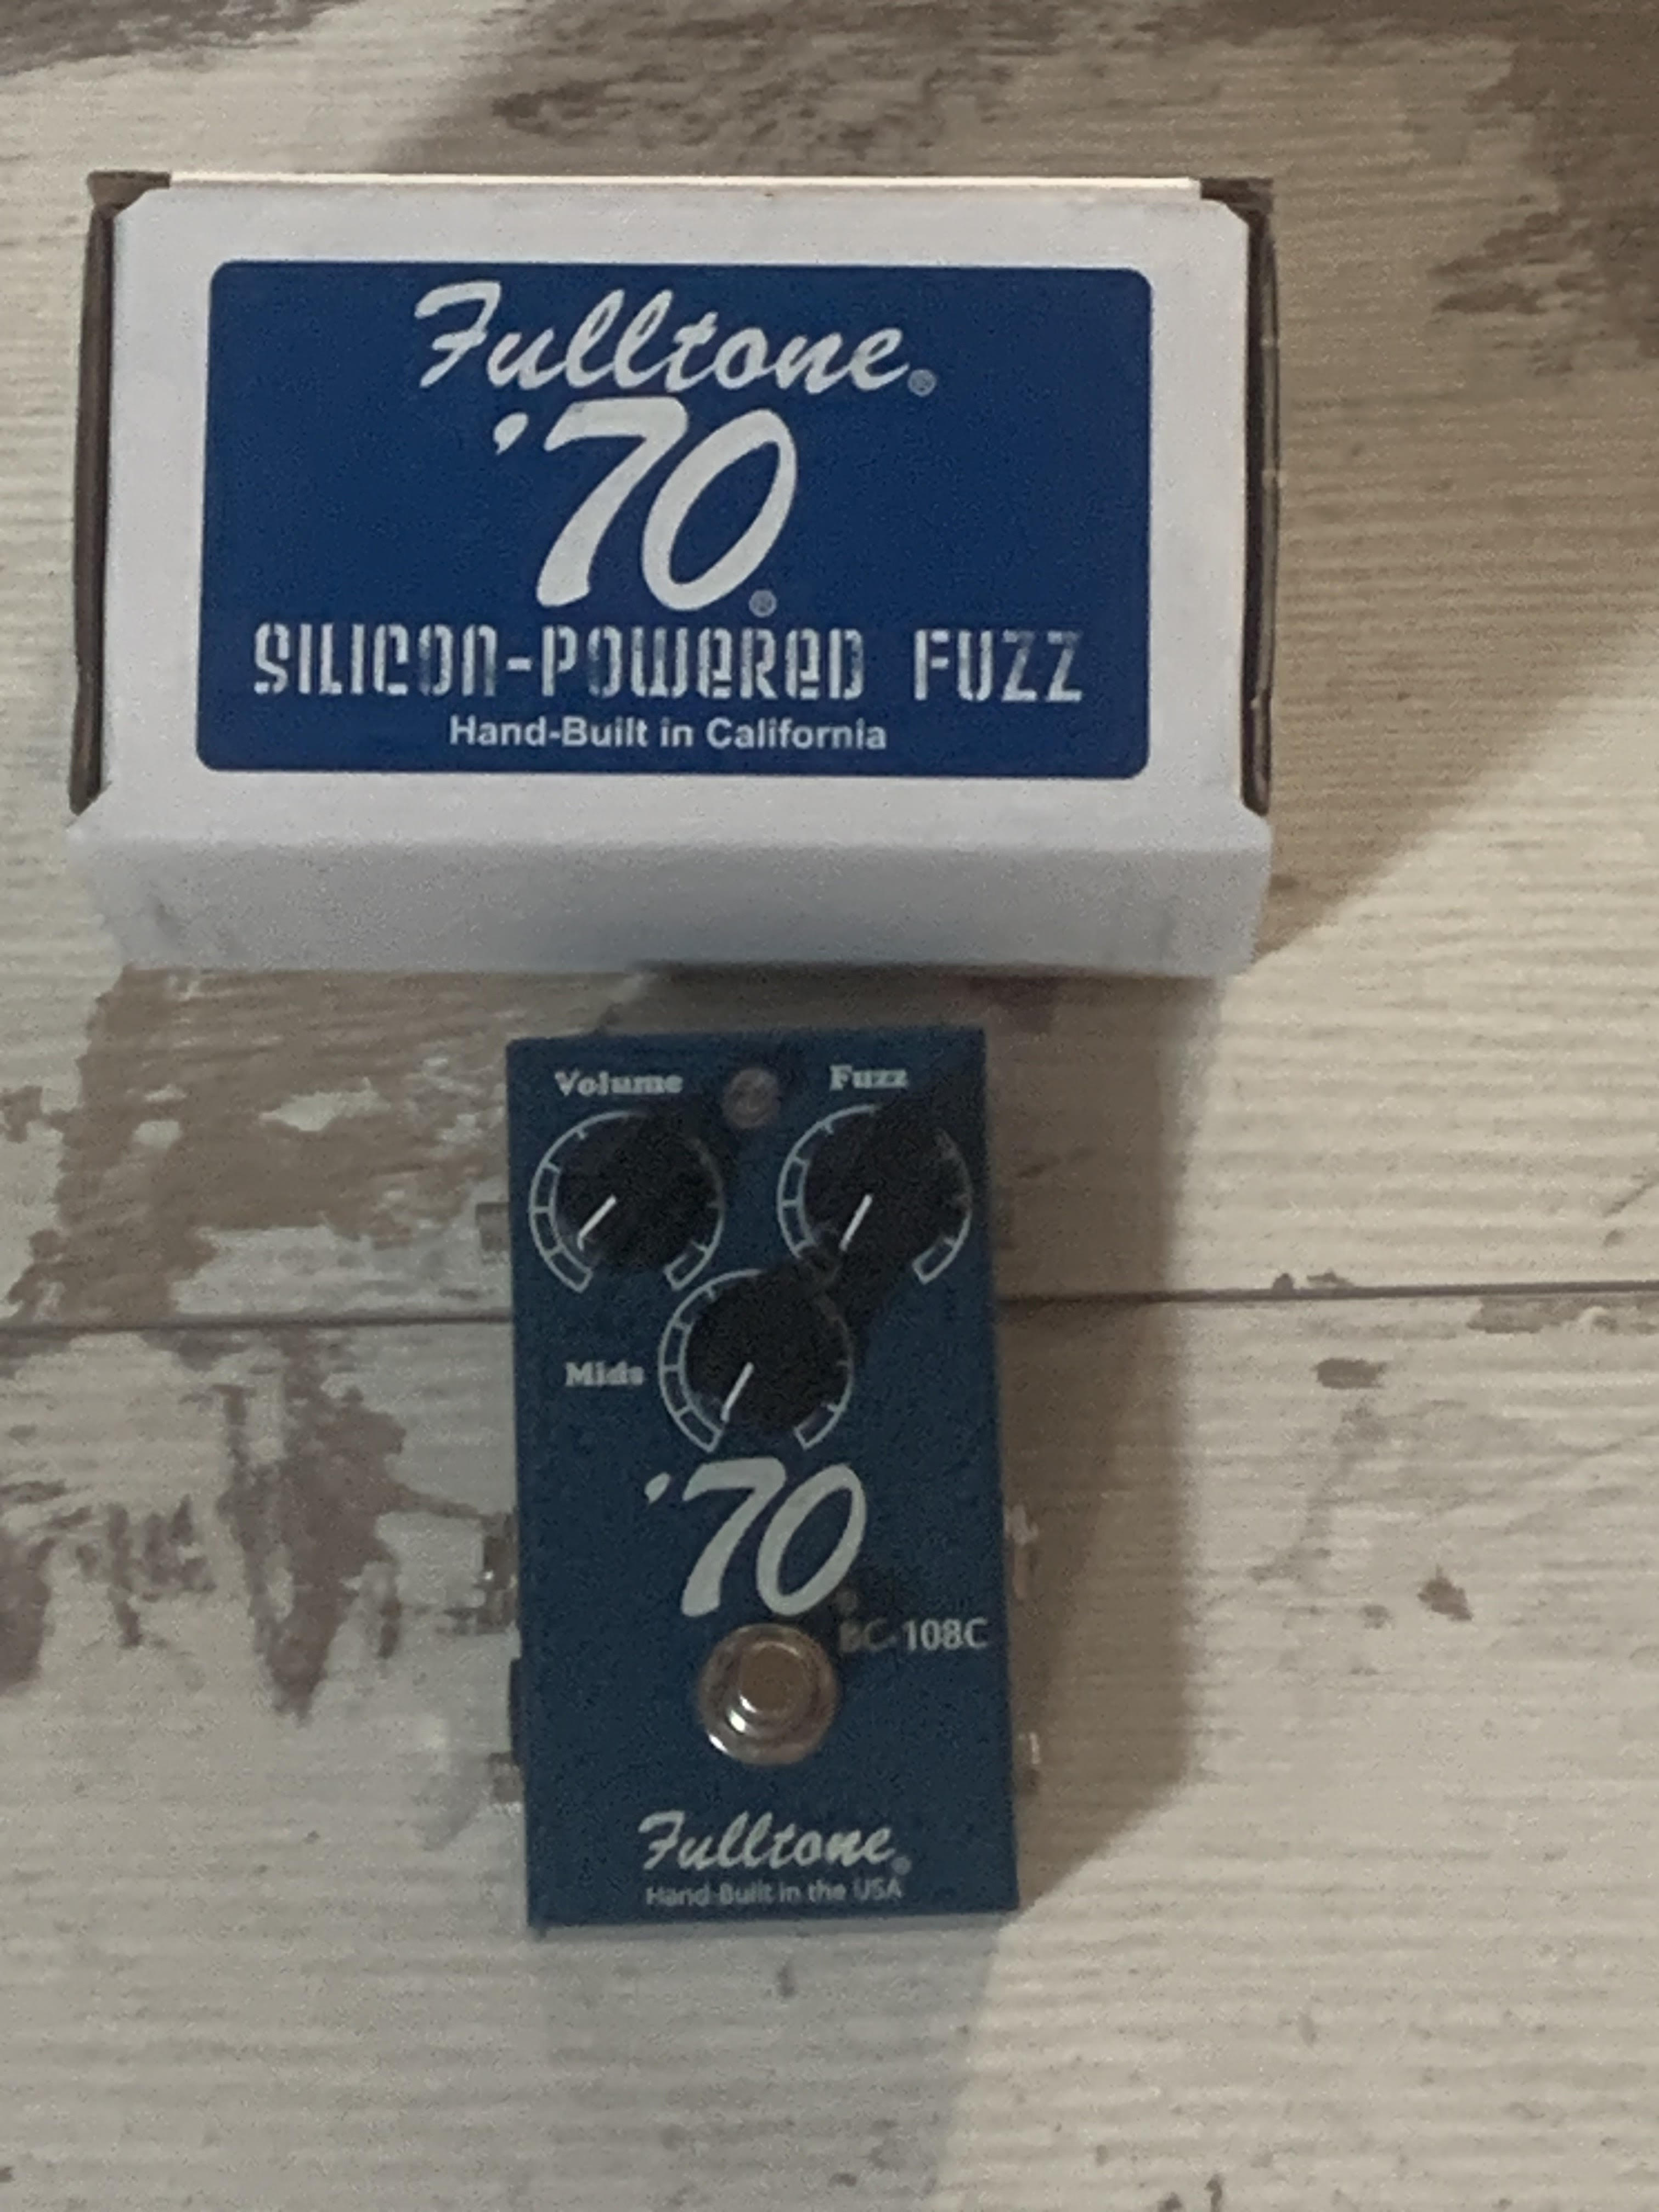 Fulltone®
'70®
SILICON-POWERED FUZZ
Hand-Built in California
Volume Fuzz
Mids
'70
BC-108C
Fulltone®
Hand-Built in the USA